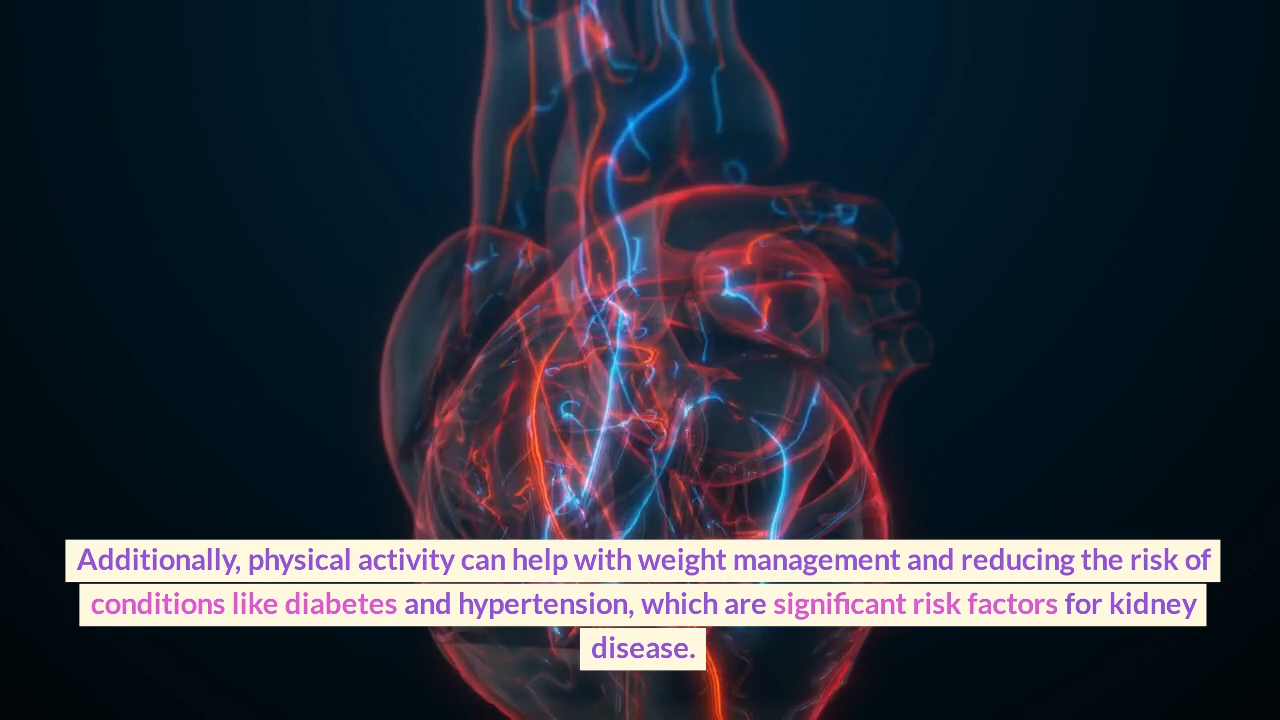 Additionally, physical activity can help with weight management and reducing the risk of
conditions like diabetes and hypertension, which are significant risk factors for kidney
disease.